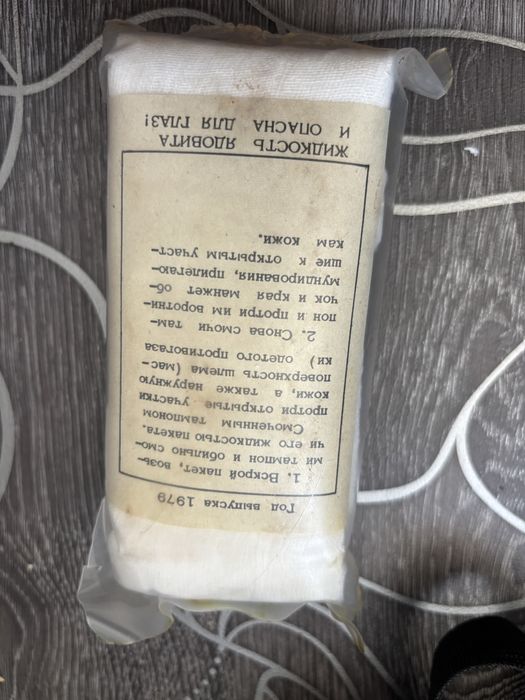 Год выпуска 1979
1. Вскрой пакет, возь-
ми тампон и обильно смо-
чи его жидкостью пакета.
Смоченным тампоном
протри открытые участки
кожи, а также наружную
поверхность шлема (мас-
ки) одетого противогаза
2. Снова смочи там-
пон и протри им воротни-
чок и края манжет об-
мундирования, прилегаю-
щие к открытым участ-
кам кожи.
ЖИДКОСТЬ ЯДОВИТА
И ОПАСНА ДЛЯ ГЛАЗ!